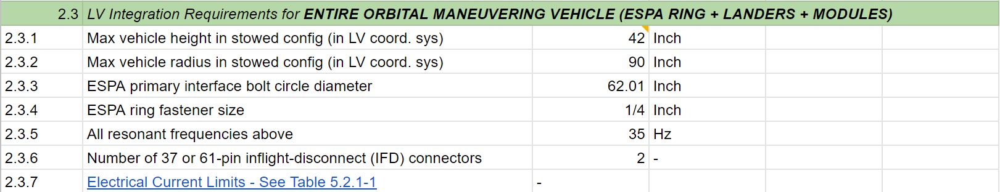 2.3 LV Integration Requirements for ENTIRE ORBITAL MANEUVERING VEHICLE (ESPA RING + LANDERS + MODULES)
2.3.1 Max vehicle height in stowed config (in LV coord. sys) 42 Inch
2.3.2 Max vehicle radius in stowed config (in LV coord. sys) 90 Inch
2.3.3 ESPA primary interface bolt circle diameter 62.01 Inch
2.3.4 ESPA ring fastener size 1/4 Inch
2.3.5 All resonant frequencies above 35 Hz
2.3.6 Number of 37 or 61-pin inflight-disconnect (IFD) connectors 2 -
2.3.7 Electrical Current Limits - See Table 5.2.1-1 -